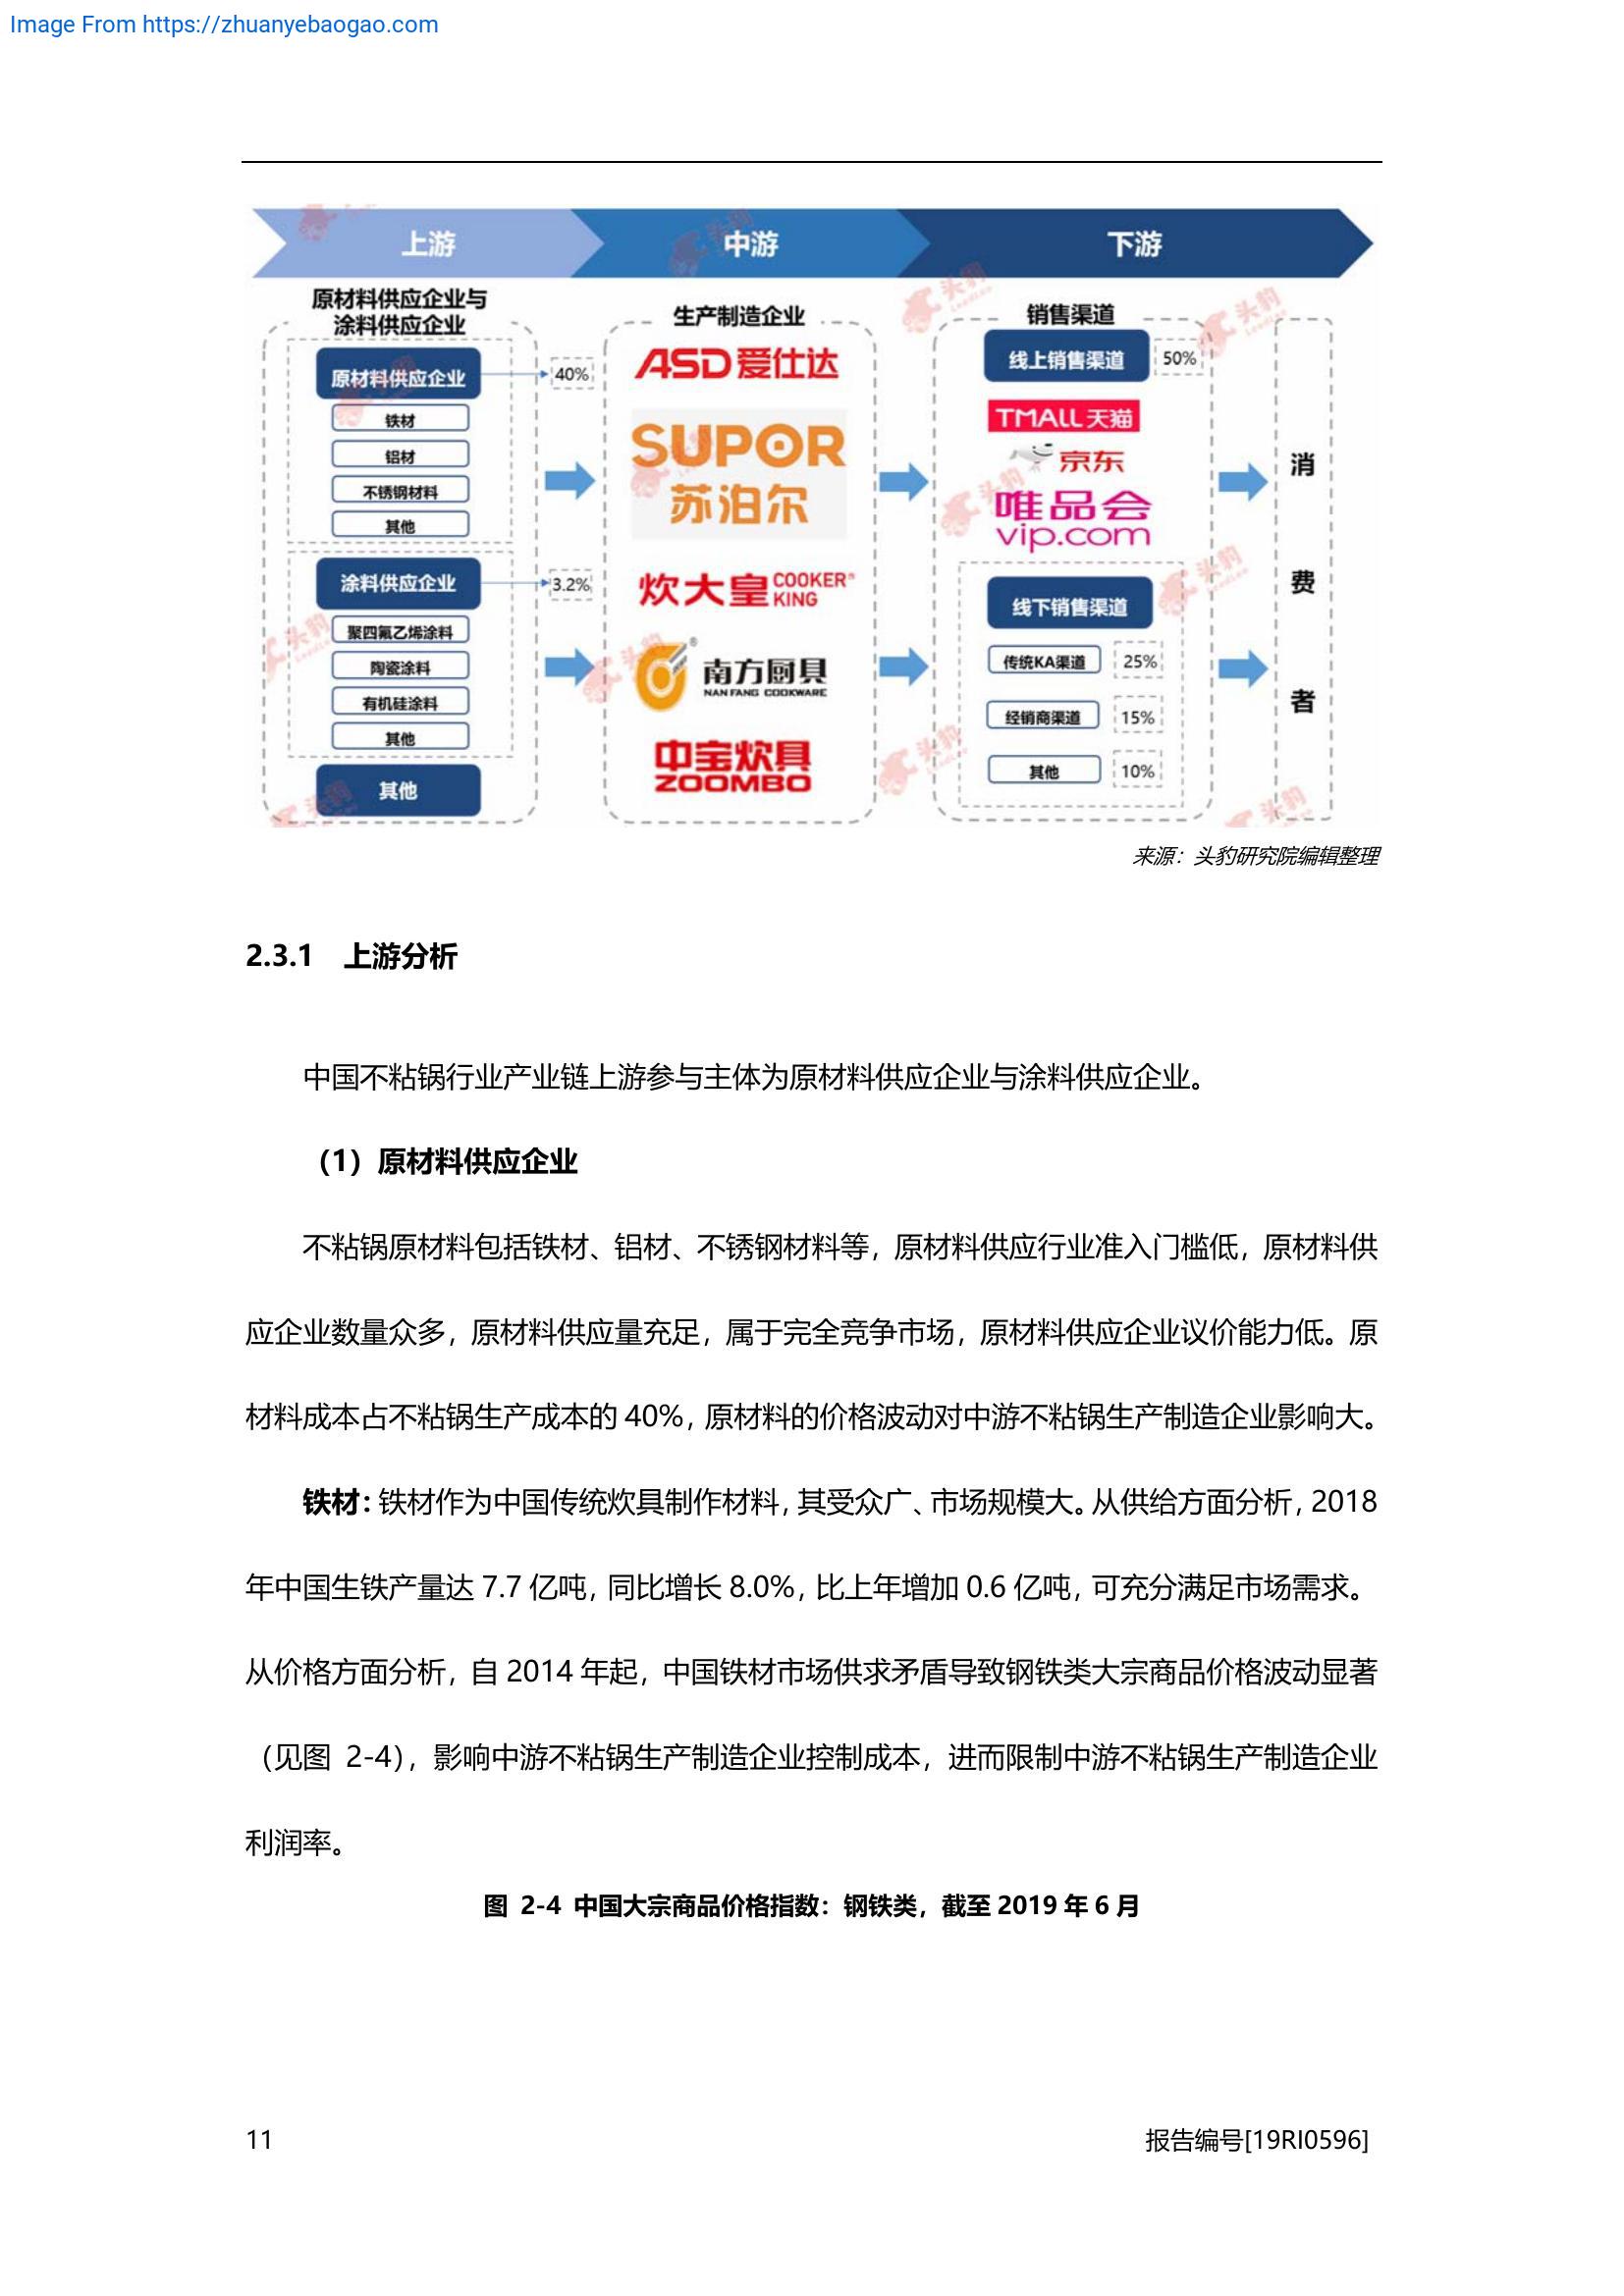 Image From https://zhuanyebaogao.com
上游
中游
下游
原材料供应企业与
涂料供应企业
原材料供应企业
40%
铁材
铝材
不锈钢材料
其他
涂料供应企业
3.2%
聚四氟乙烯涂料
陶瓷涂料
有机硅涂料
其他
其他
生产制造企业
ASD 爱仕达
SUPOR
苏泊尔
炊大皇 COOKER®
KING
南方厨具®
NAN FANG COOKWARE
中宝炊具
ZOOMBO
销售渠道
线上销售渠道 50%
TMALL天猫
京东
唯品会
vip.com
线下销售渠道
传统KA渠道 25%
经销商渠道 15%
其他 10%
消
费
者
来源：头豹研究院编辑整理
2.3.1 上游分析
中国不粘锅行业产业链上游参与主体为原材料供应企业与涂料供应企业。
（1）原材料供应企业
不粘锅原材料包括铁材、铝材、不锈钢材料等，原材料供应行业准入门槛低，原材料供
应企业数量众多，原材料供应量充足，属于完全竞争市场，原材料供应企业议价能力低。原
材料成本占不粘锅生产成本的 40%，原材料的价格波动对中游不粘锅生产制造企业影响大。
铁材：铁材作为中国传统炊具制作材料，其受众广、市场规模大。从供给方面分析，2018
年中国生铁产量达 7.7 亿吨，同比增长 8.0%，比上年增加 0.6 亿吨，可充分满足市场需求。
从价格方面分析，自 2014 年起，中国铁材市场供求矛盾导致钢铁类大宗商品价格波动显著
（见图 2-4），影响中游不粘锅生产制造企业控制成本，进而限制中游不粘锅生产制造企业
利润率。
图 2-4 中国大宗商品价格指数：钢铁类，截至 2019 年 6 月
11
报告编号[19RI0596]